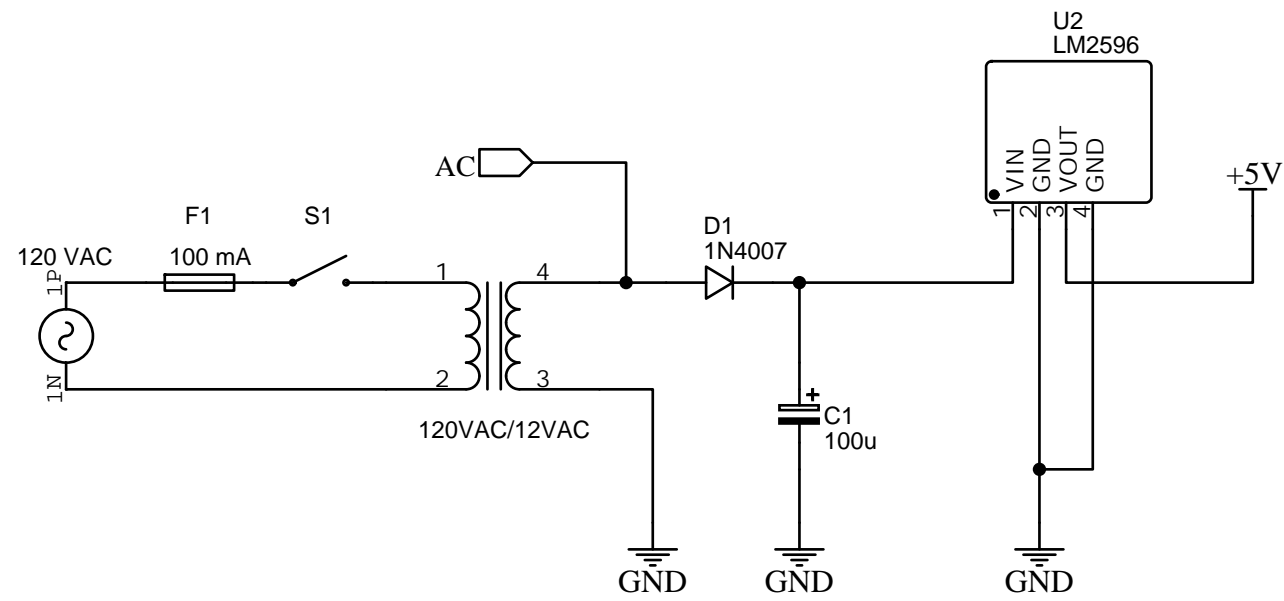 U2
LM2596
VIN
GND
VOUT
GND
1
2
3
4
AC
+5V
F1
S1
D1
1N4007
120 VAC
100 mA
1P
1
4
1N
2
3
120VAC/12VAC
+
C1
100u
GND
GND
GND